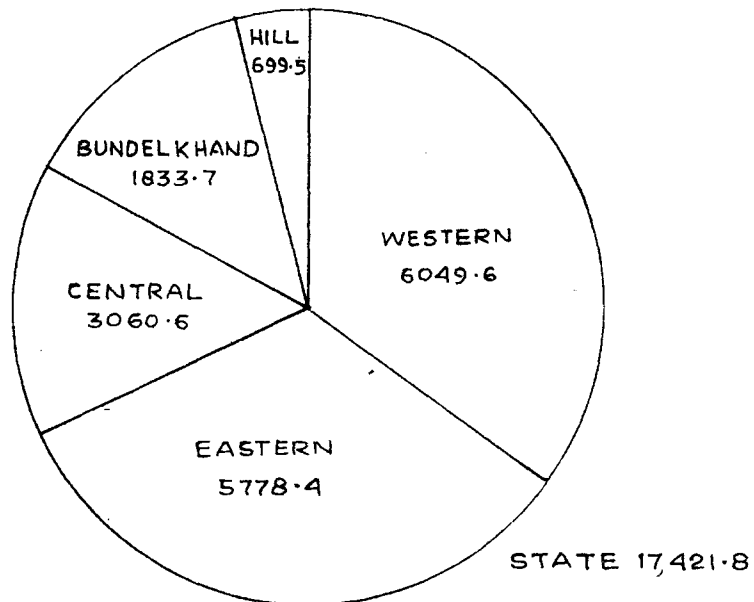 HILL
699.5
BUNDELKHAND
1833.7
WESTERN
6049.6
CENTRAL
3060.6
EASTERN
5778.4
STATE 17,421.8